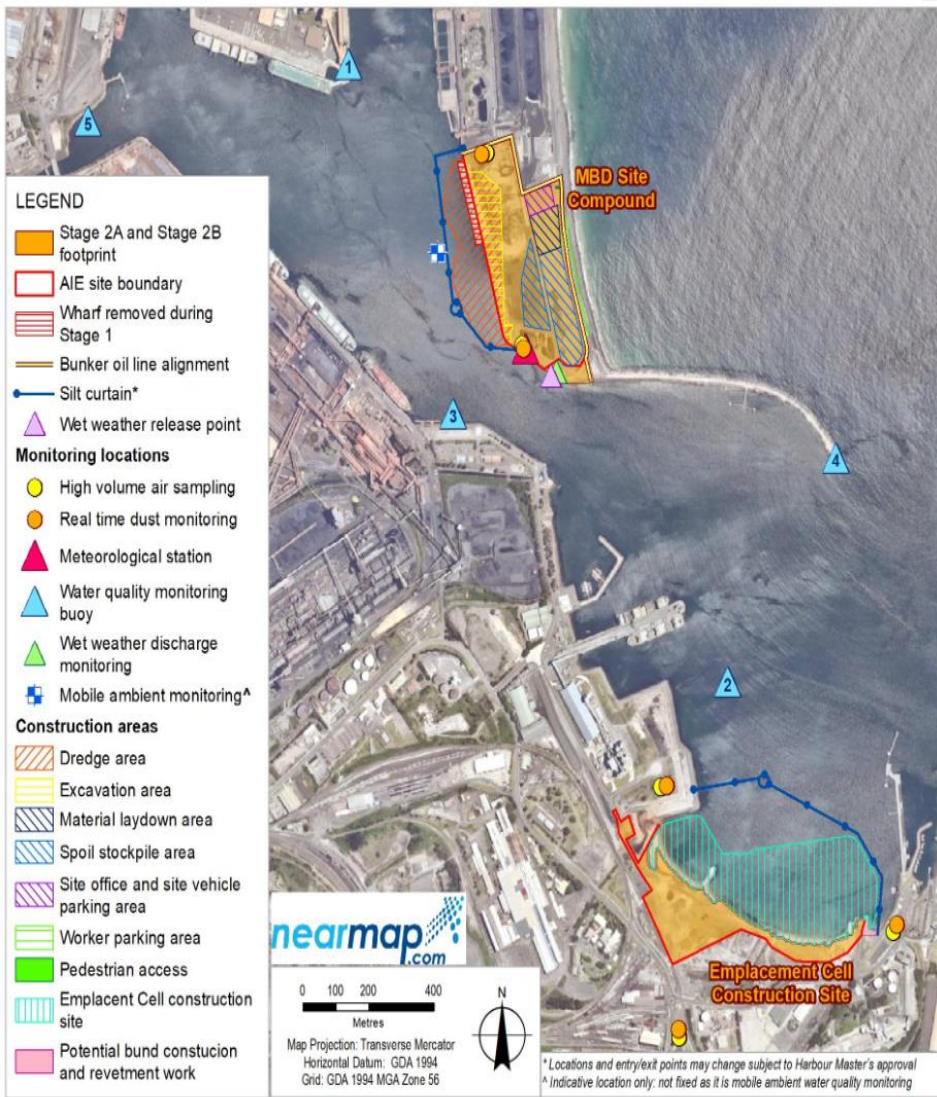 1
5
MBD Site
Compound
3
4
2
LEGEND
Stage 2A and Stage 2B
footprint
AIE site boundary
Wharf removed during
Stage 1
Bunker oil line alignment
Silt curtain*
Wet weather release point
Monitoring locations
High volume air sampling
Real time dust monitoring
Meteorological station
Water quality monitoring
buoy
Wet weather discharge
monitoring
Mobile ambient monitoring^
Construction areas
Dredge area
Excavation area
Material laydown area
Spoil stockpile area
Site office and site vehicle
parking area
Worker parking area
Pedestrian access
Emplacent Cell construction
site
Potential bund constucion
and revetment work
nearmap
.com
Emplacement Cell
Construction Site
0 100 200 400
Metres
N
Map Projection: Transverse Mercator
Horizontal Datum: GDA 1994
Grid: GDA 1994 MGA Zone 56
* Locations and entry/exit points may change subject to Harbour Master's approval
^ Indicative location only: not fixed as it is mobile ambient water quality monitoring